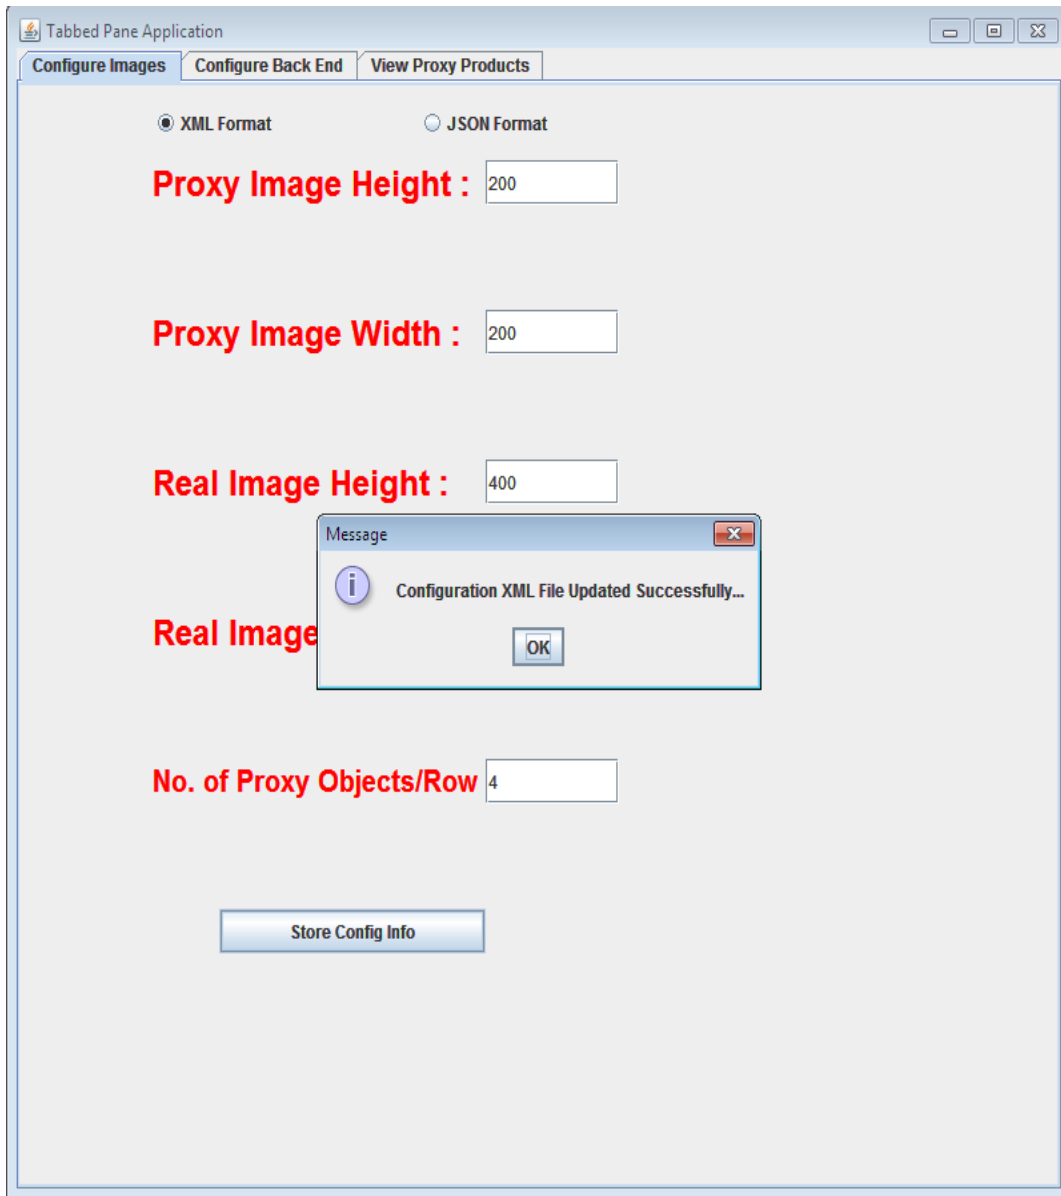 Tabbed Pane Application
Configure Images Configure Back End View Proxy Products
XML Format JSON Format
Proxy Image Height : 200
Proxy Image Width : 200
Real Image Height : 400
Message
Configuration XML File Updated Successfully...
Real Image
OK
No. of Proxy Objects/Row 4
Store Config Info